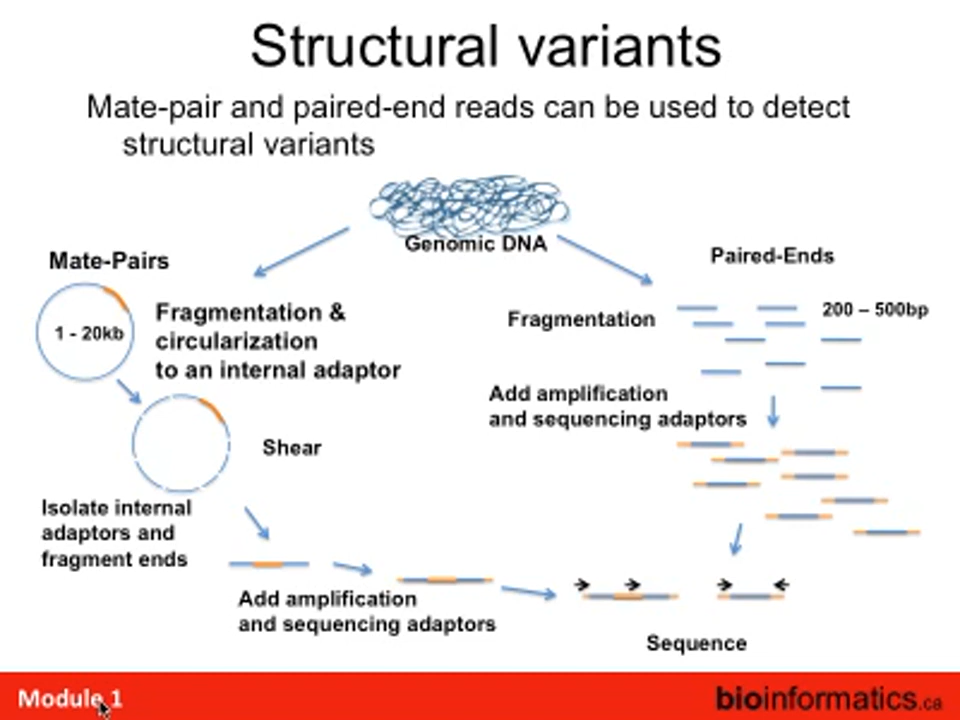 Structural variants
Mate-pair and paired-end reads can be used to detect
structural variants
Genomic DNA
Mate-Pairs
1 - 20kb
Fragmentation &
circularization
to an internal adaptor
Shear
Isolate internal
adaptors and
fragment ends
Add amplification
and sequencing adaptors
Paired-Ends
Fragmentation
200 – 500bp
Add amplification
and sequencing adaptors
Sequence
Module 1
bioinformatics.ca